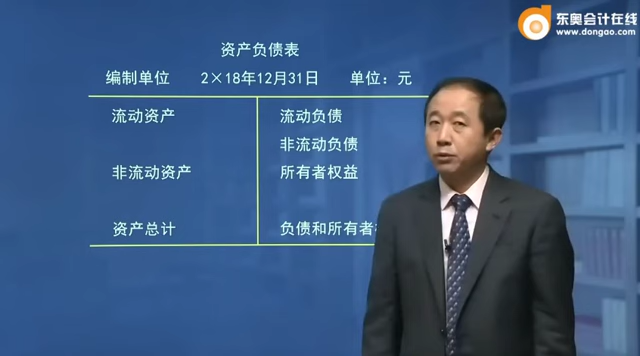 东奥会计在线
www.dongao.com
资产负债表
编制单位 2×18年12月31日 单位：元
流动资产 流动负债
非流动负债
非流动资产 所有者权益
资产总计 负债和所有者